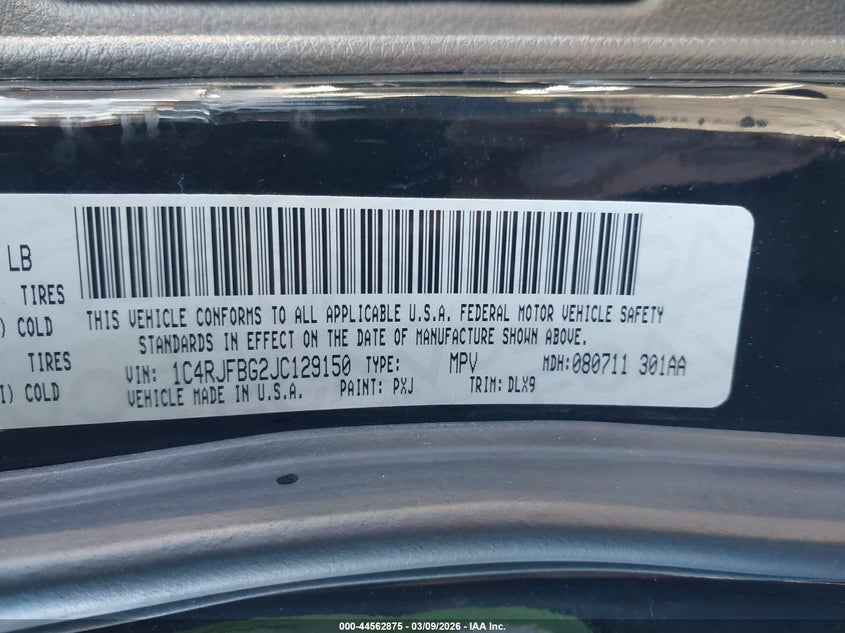 LB
TIRES
) COLD
TIRES
I) COLD
THIS VEHICLE CONFORMS TO ALL APPLICABLE U.S.A. FEDERAL MOTOR VEHICLE SAFETY
STANDARDS IN EFFECT ON THE DATE OF MANUFACTURE SHOWN ABOVE.
VIN: 1C4RJFBG2JC129150 TYPE: MPV MDH:080711 301AA
VEHICLE MADE IN U.S.A. PAINT: PXJ TRIM: DLX9
000-44562875 - 03/09/2026 - IAA Inc.